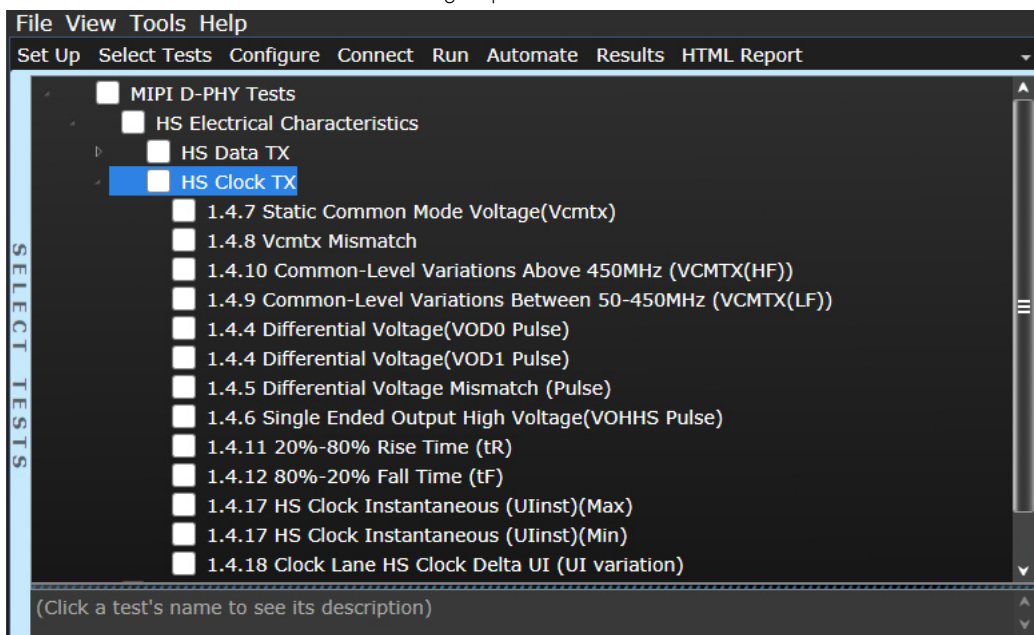 File View Tools Help
Set Up Select Tests Configure Connect Run Automate Results HTML Report
MIPI D-PHY Tests
HS Electrical Characteristics
HS Data TX
HS Clock TX
1.4.7 Static Common Mode Voltage(Vcmtx)
1.4.8 Vcmtx Mismatch
1.4.10 Common-Level Variations Above 450MHz (VCMTX(HF))
1.4.9 Common-Level Variations Between 50-450MHz (VCMTX(LF))
1.4.4 Differential Voltage(VOD0 Pulse)
1.4.4 Differential Voltage(VOD1 Pulse)
1.4.5 Differential Voltage Mismatch (Pulse)
1.4.6 Single Ended Output High Voltage(VOHHS Pulse)
1.4.11 20%-80% Rise Time (tR)
1.4.12 80%-20% Fall Time (tF)
1.4.17 HS Clock Instantaneous (UIinst)(Max)
1.4.17 HS Clock Instantaneous (UIinst)(Min)
1.4.18 Clock Lane HS Clock Delta UI (UI variation)
SELECT TESTS
(Click a test's name to see its description)